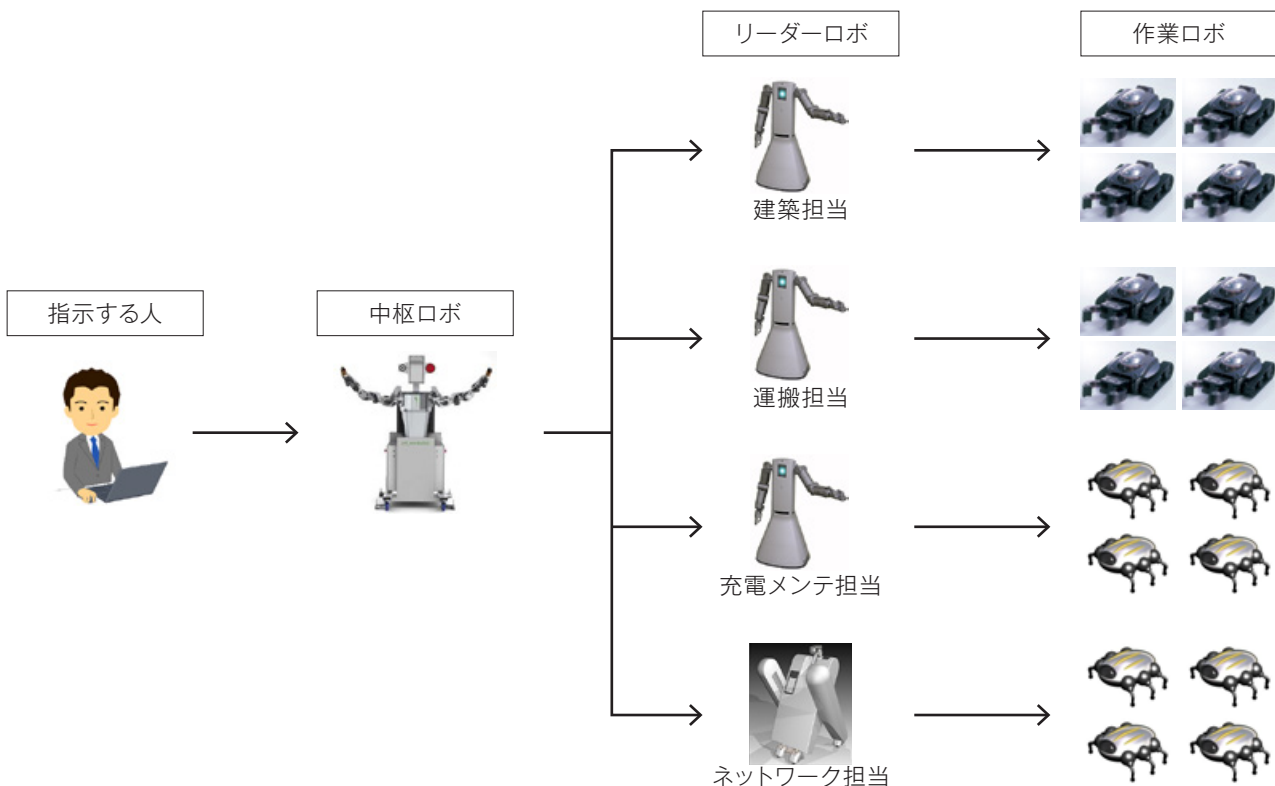 リーダーロボ
作業ロボ
建築担当
指示する人
中枢ロボ
運搬担当
充電メンテ担当
ネットワーク担当